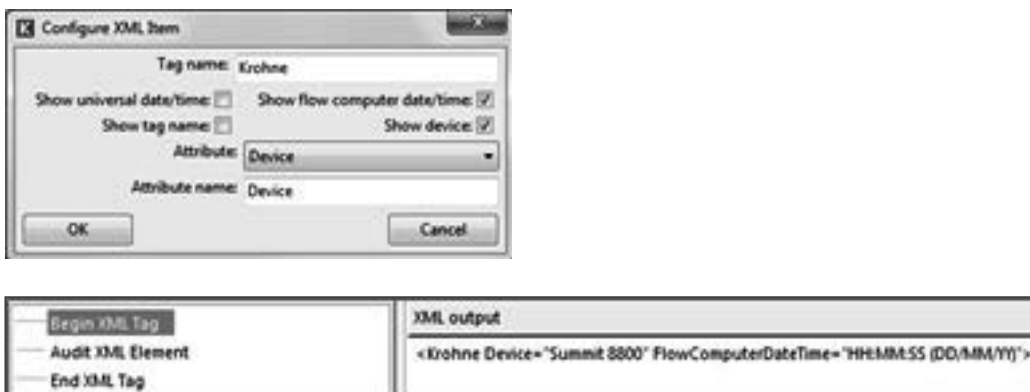 Configure XML Item
Tag name: Krohne
Show universal date/time: Show flow computer date/time:
Show tag name: Show device:
Attribute: Device
Attribute name: Device
OK Cancel
Begin XML Tag XML output
Audit XML Element <Krohne Device="Summit 8800" FlowComputerDateTime="HH:MM:SS (DD/MM/YY)">
End XML Tag